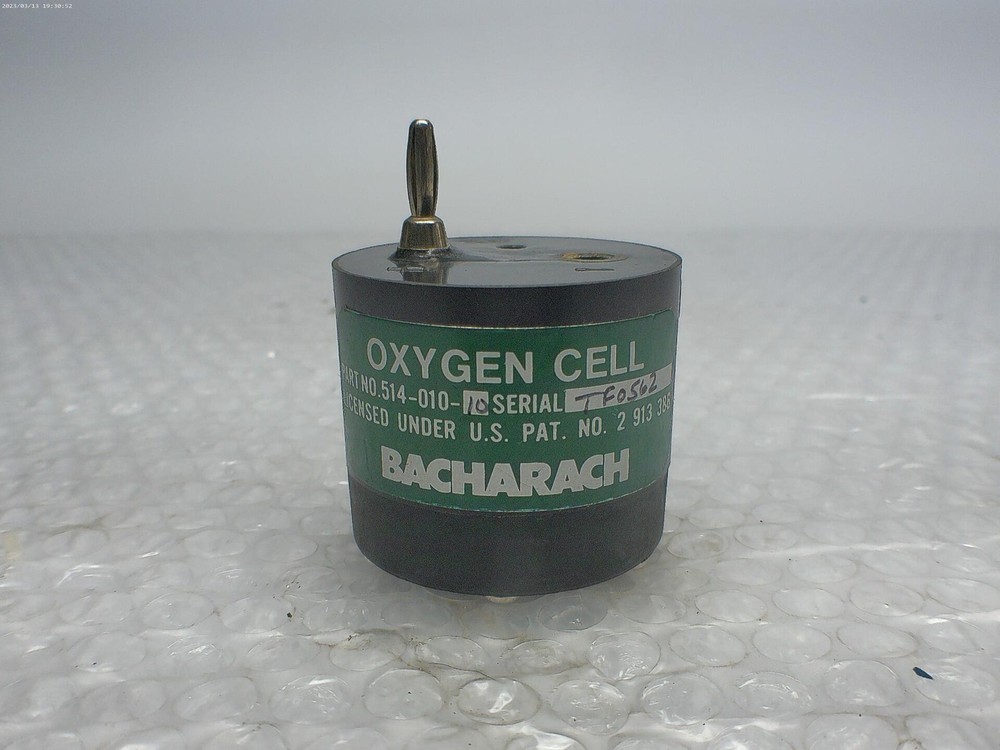 2023/03/13 19:30:52
OXYGEN CELL
PART NO.514-010-10 SERIAL TF0562
LICENSED UNDER U.S. PAT. NO. 2 913 386
BACHARACH